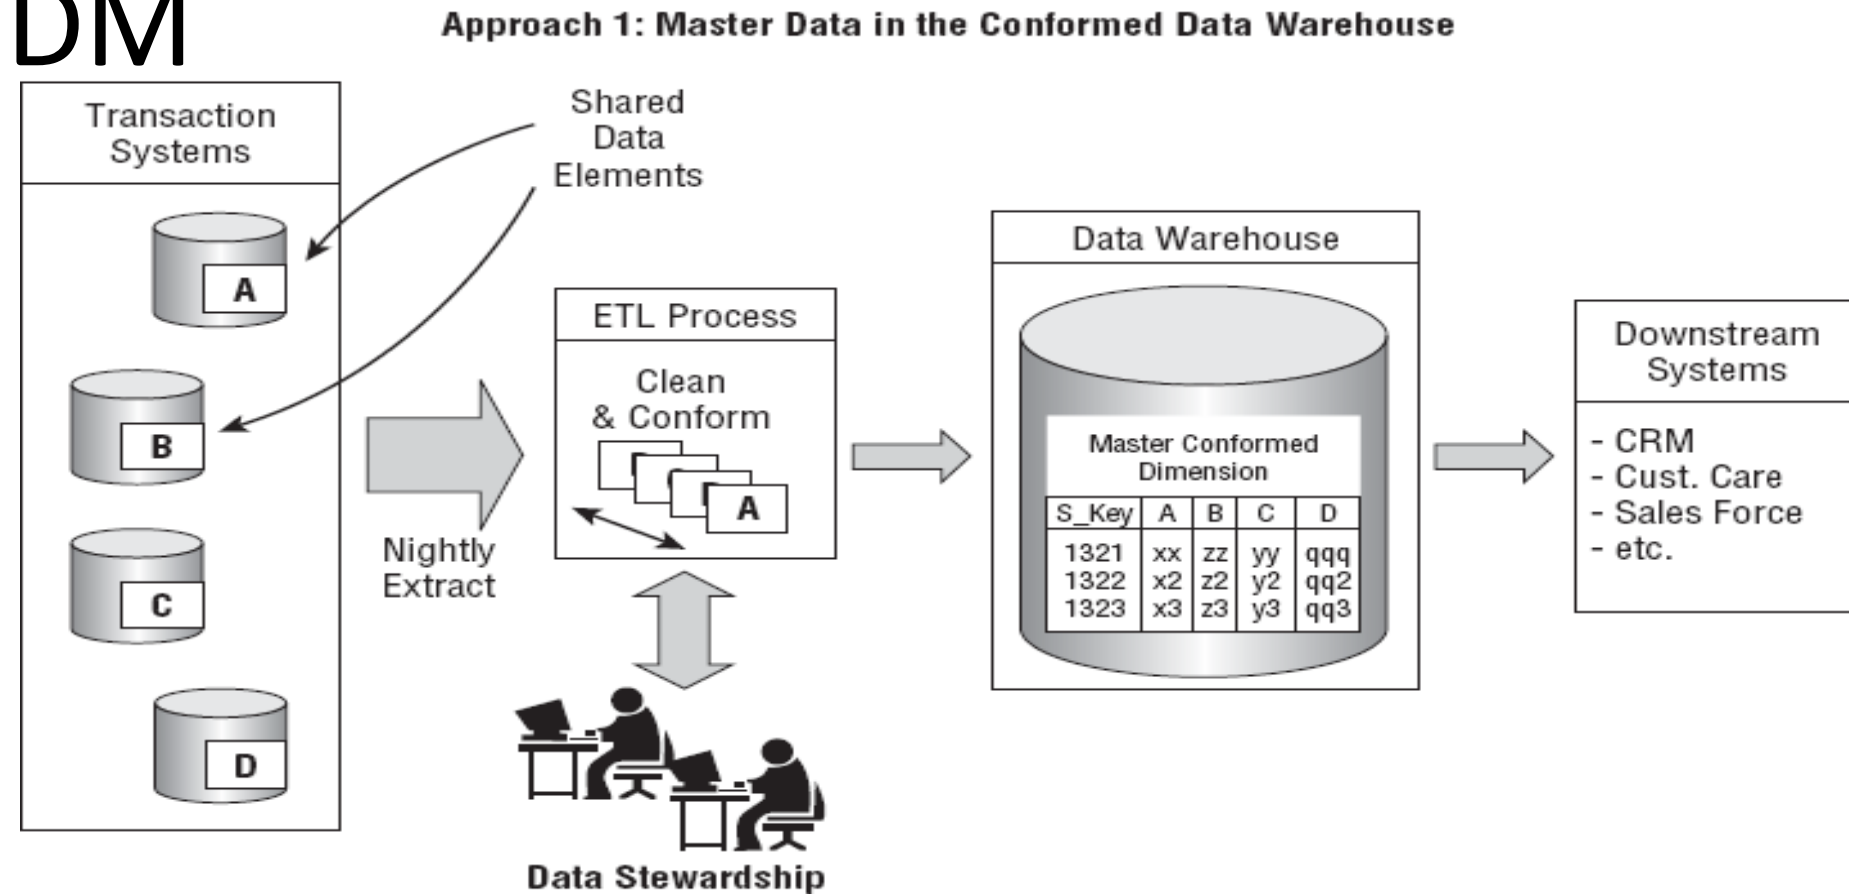 DM
Approach 1: Master Data in the Conformed Data Warehouse
Transaction
Systems
A
B
C
D
Shared
Data
Elements
Nightly
Extract
ETL Process
Clean
& Conform
A
Data Stewardship
Data Warehouse
Master Conformed
Dimension
S_Key A B C D
1321 xx zz yy qqq
1322 x2 z2 y2 qq2
1323 x3 z3 y3 qq3
Downstream
Systems
- CRM
- Cust. Care
- Sales Force
- etc.